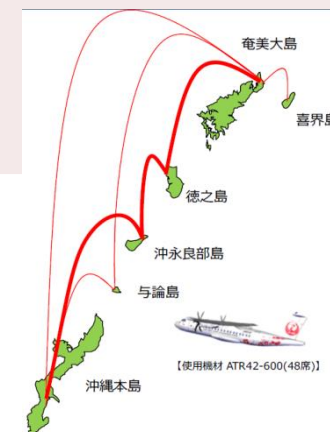 奄美大島
喜界島
徳之島
沖永良部島
与論島
沖縄本島
【使用機材 ATR42-600(48席)】